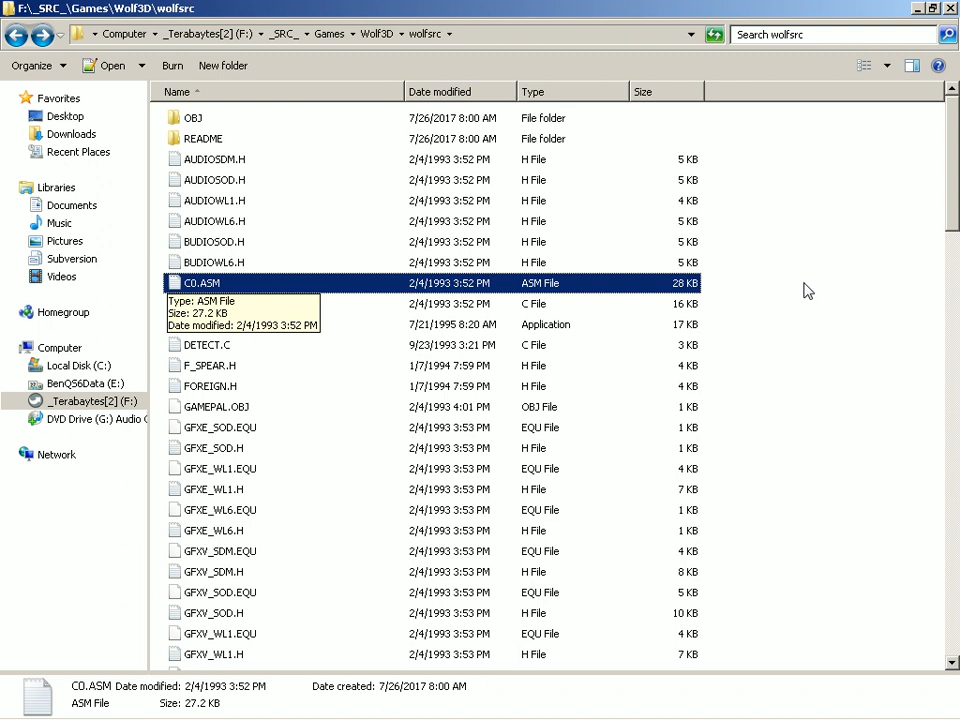 F:\_SRC_\Games\Wolf3D\wolfsrc
Computer _Terabaytes[2] (F:) _SRC_ Games Wolf3D wolfsrc Search wolfsrc
Organize Open Burn New folder
Name Date modified Type Size
Favorites
Desktop
Downloads
Recent Places
Libraries
Documents
Music
Pictures
Subversion
Videos
Homegroup
Computer
Local Disk (C:)
BenQS6Data (E:)
_Terabaytes[2] (F:)
DVD Drive (G:) Audio
Network
OBJ 7/26/2017 8:00 AM File folder
README 7/26/2017 8:00 AM File folder
AUDIOSDM.H 2/4/1993 3:52 PM H File 5 KB
AUDIOSOD.H 2/4/1993 3:52 PM H File 5 KB
AUDIOWL1.H 2/4/1993 3:52 PM H File 4 KB
AUDIOWL6.H 2/4/1993 3:52 PM H File 5 KB
BUDIOSOD.H 2/4/1993 3:52 PM H File 5 KB
BUDIOWL6.H 2/4/1993 3:52 PM H File 5 KB
C0.ASM 2/4/1993 3:52 PM ASM File 28 KB
Type: ASM File
Size: 27.2 KB
Date modified: 2/4/1993 3:52 PM
2/4/1993 3:52 PM C File 16 KB
7/21/1995 8:20 AM Application 17 KB
DETECT.C 9/23/1993 3:21 PM C File 3 KB
F_SPEAR.H 1/7/1994 7:59 PM H File 4 KB
FOREIGN.H 1/7/1994 7:59 PM H File 4 KB
GAMEPAL.OBJ 2/4/1993 4:01 PM OBJ File 1 KB
GFXE_SOD.EQU 2/4/1993 3:52 PM EQU File 1 KB
GFXE_SOD.H 2/4/1993 3:52 PM H File 1 KB
GFXE_WL1.EQU 2/4/1993 3:52 PM EQU File 4 KB
GFXE_WL1.H 2/4/1993 3:52 PM H File 7 KB
GFXE_WL6.EQU 2/4/1993 3:53 PM EQU File 1 KB
GFXE_WL6.H 2/4/1993 3:53 PM H File 1 KB
GFXV_SDM.EQU 2/4/1993 3:53 PM EQU File 4 KB
GFXV_SDM.H 2/4/1993 3:53 PM H File 8 KB
GFXV_SOD.EQU 2/4/1993 3:53 PM EQU File 5 KB
GFXV_SOD.H 2/4/1993 3:53 PM H File 10 KB
GFXV_WL1.EQU 2/4/1993 3:53 PM EQU File 4 KB
GFXV_WL1.H 2/4/1993 3:53 PM H File 7 KB
C0.ASM Date modified: 2/4/1993 3:52 PM Date created: 7/26/2017 8:00 AM
ASM File Size: 27.2 KB